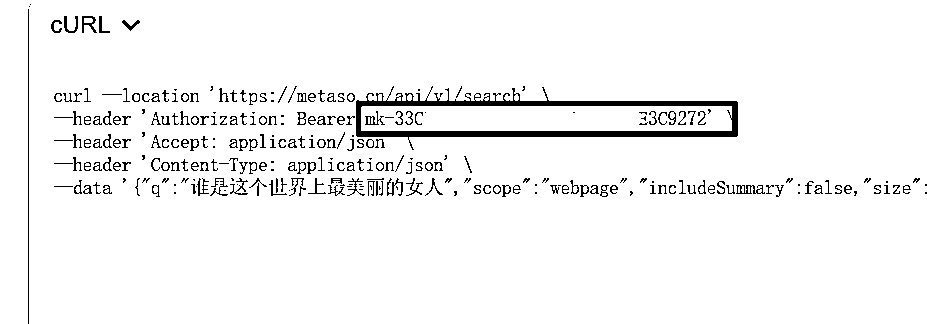 cURL
curl --location 'https://metaso.cn/api/v1/search' \
--header 'Authorization: Bearer mk-33C E3C9272' \
--header 'Accept: application/json \
--header 'Content-Type: application/json' \
--data '{"q":"谁是这个世界上最美丽的女人","scope":"webpage","includeSummary":false,"size":